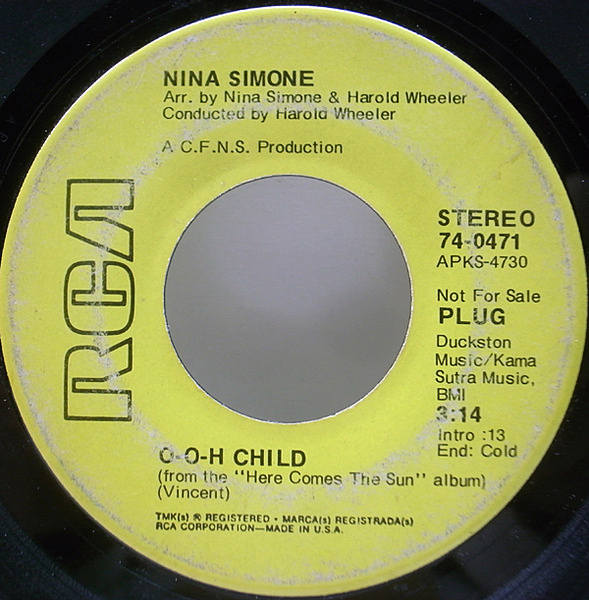 NINA SIMONE
Arr. by Nina Simone & Harold Wheeler
Conducted by Harold Wheeler
A C.F.N.S. Production
RCA
STEREO
74-0471
APKS-4730
Not For Sale
PLUG
Duckston
Music/Kama
Sutra Music,
BMI
3:14
Intro :13
End: Cold
O-O-H CHILD
(from the "Here Comes The Sun" album)
(Vincent)
TMK(s) ® REGISTERED • MARCA(s) REGISTRADA(s)
RCA CORPORATION—MADE IN U.S.A.